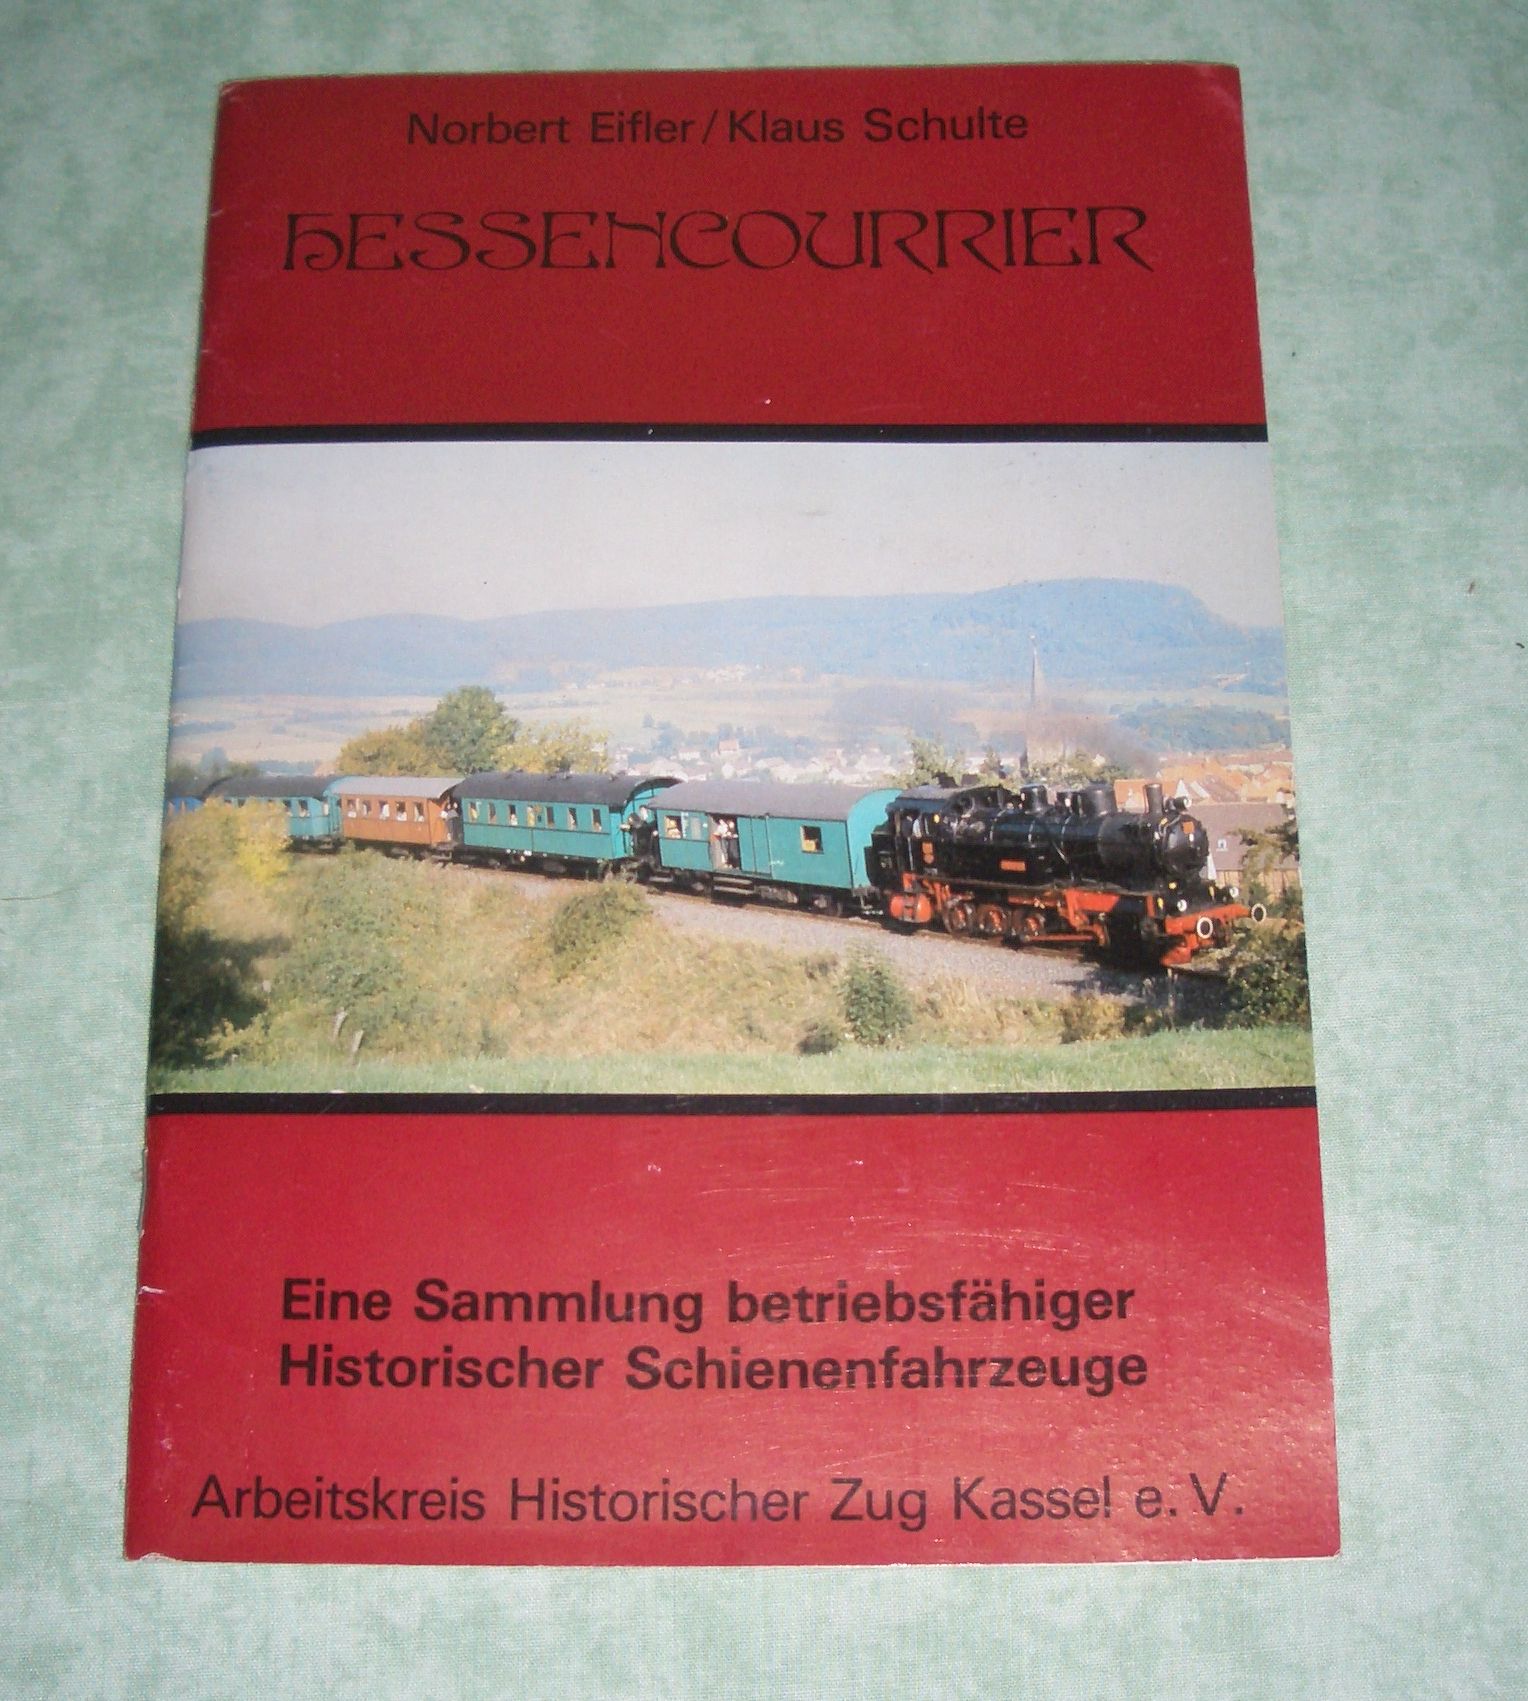 Norbert Eifler / Klaus Schulte
HESSENCOURRIER
Eine Sammlung betriebsfähiger
Historischer Schienenfahrzeuge
Arbeitskreis Historischer Zug Kassel e. V.